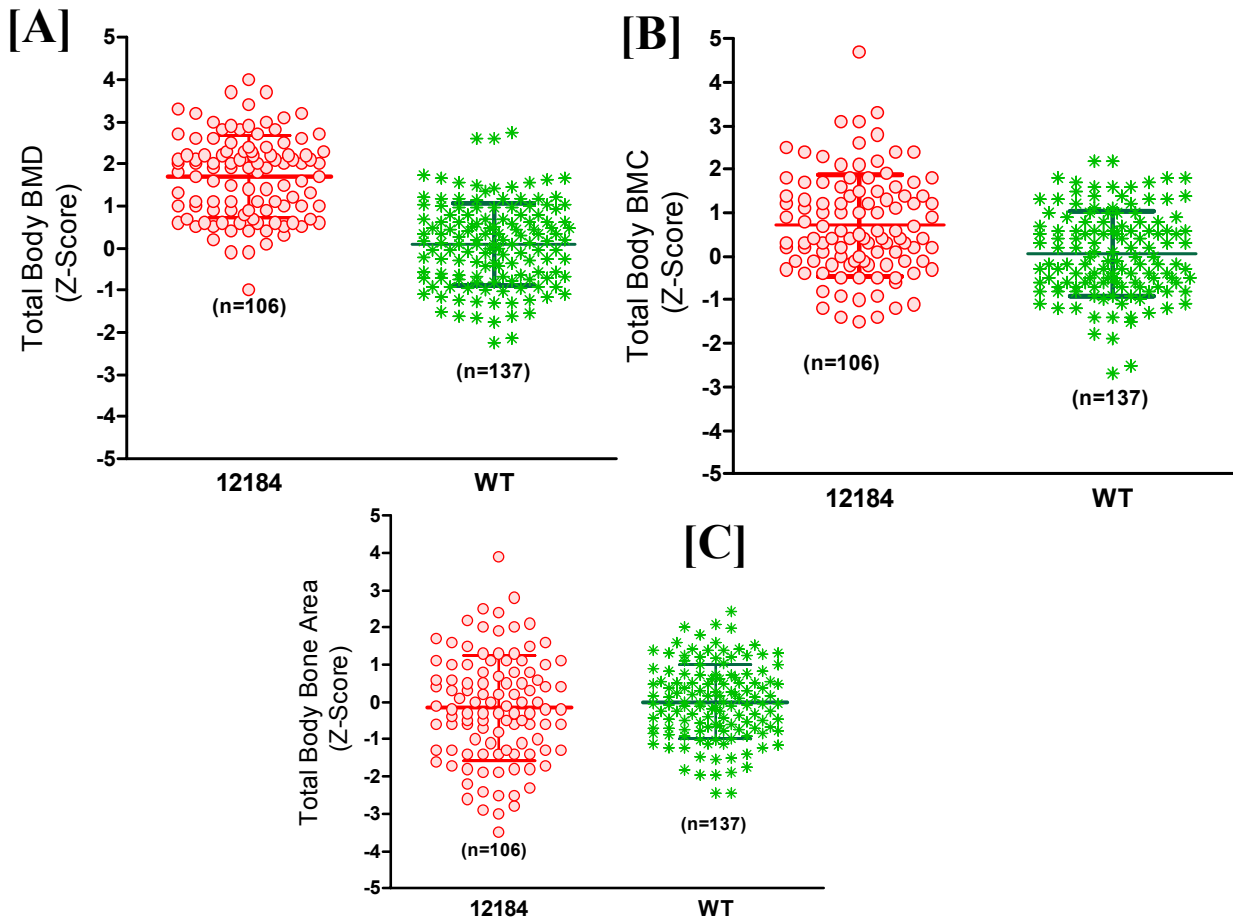 [A]
Total Body BMD
(Z-Score)
5
4
3
2
1
0
-1
-2
-3
-4
-5
(n=106)
(n=137)
12184
WT
[B]
Total Body BMC
(Z-Score)
5
4
3
2
1
0
-1
-2
-3
-4
-5
(n=106)
(n=137)
12184
WT
[C]
Total Body Bone Area
(Z-Score)
5
4
3
2
1
0
-1
-2
-3
-4
-5
(n=106)
(n=137)
12184
WT